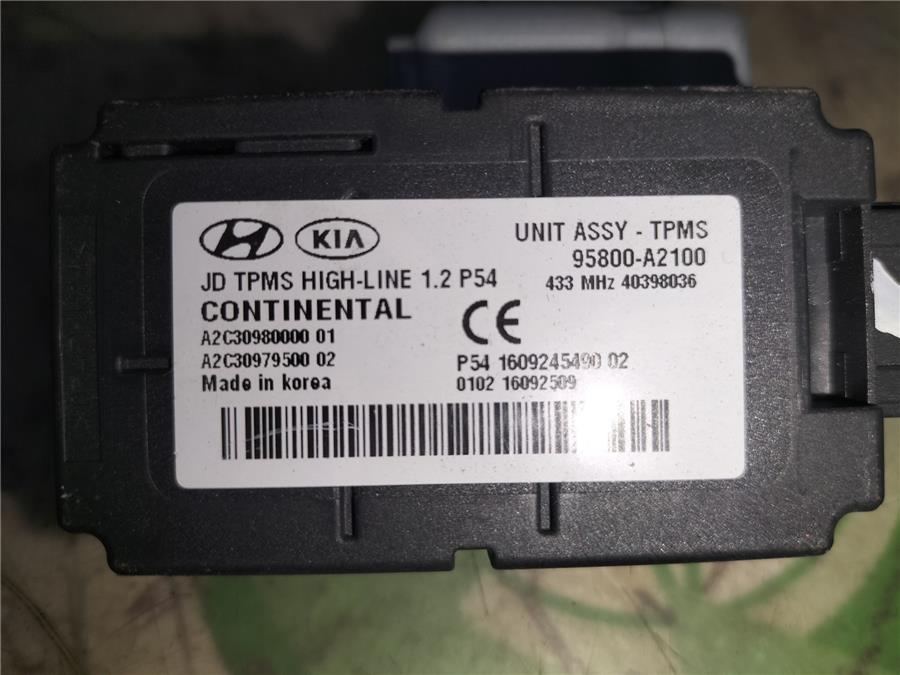 KIA
UNIT ASSY - TPMS
95800-A2100
JD TPMS HIGH-LINE 1.2 P54
433 MHz 40398036
CONTINENTAL
CE
A2C30980000 01
A2C30979500 02
P54 1609245490 02
Made in korea
0102 16092509